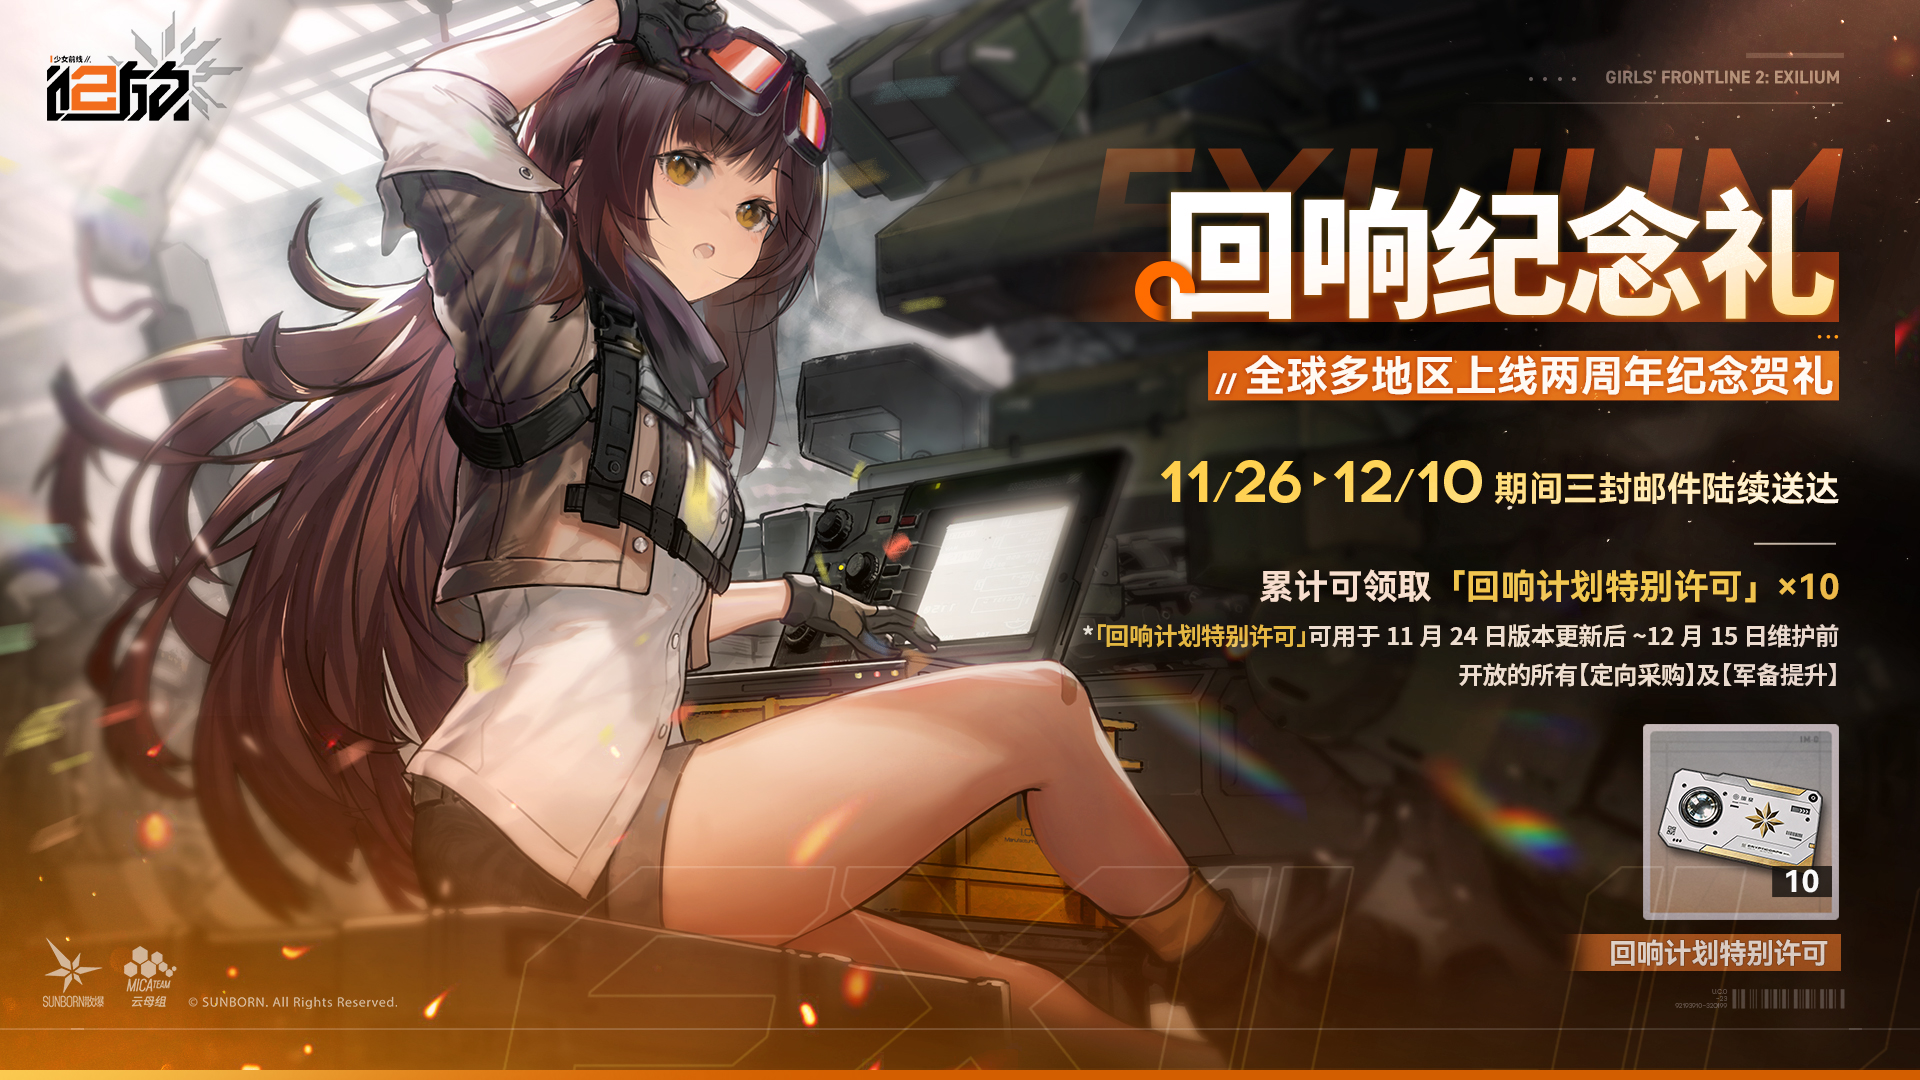 少女前线
GIRLS' FRONTLINE 2: EXILIUM
EXILIUM
回响纪念礼
// 全球多地区上线两周年纪念贺礼
11/26 ▸ 12/10 期间三封邮件陆续送达
累计可领取「回响计划特别许可」×10
*「回响计划特别许可」可用于 11 月 24 日版本更新后 ~12 月 15 日维护前
开放的所有【定向采购】及【军备提升】
10
回响计划特别许可
SUNBORN散爆
MICATEAM
云母组
© SUNBORN. All Rights Reserved.